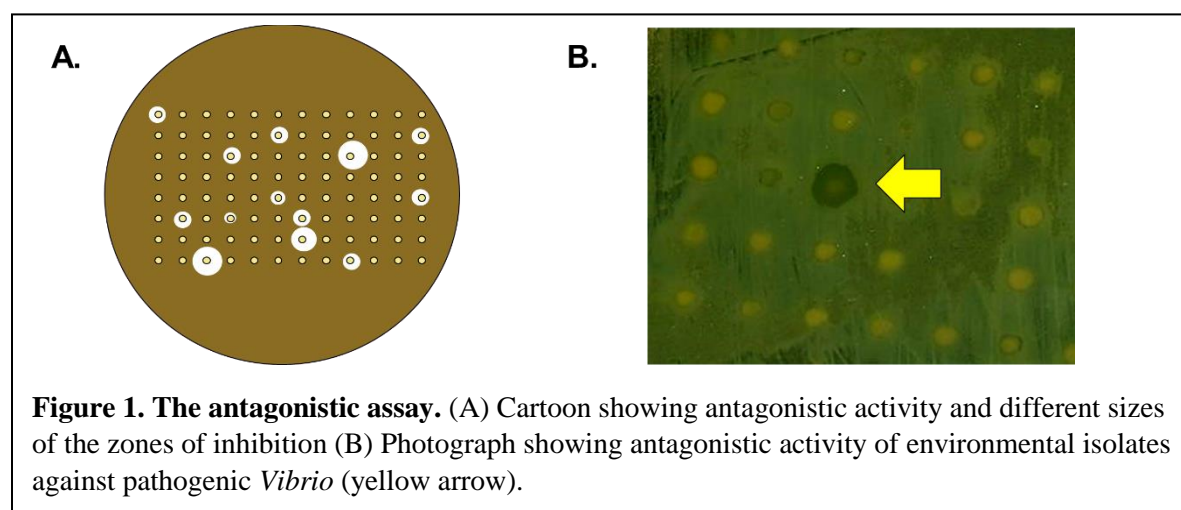 A.
B.
Figure 1. The antagonistic assay. (A) Cartoon showing antagonistic activity and different sizes
of the zones of inhibition (B) Photograph showing antagonistic activity of environmental isolates
against pathogenic Vibrio (yellow arrow).